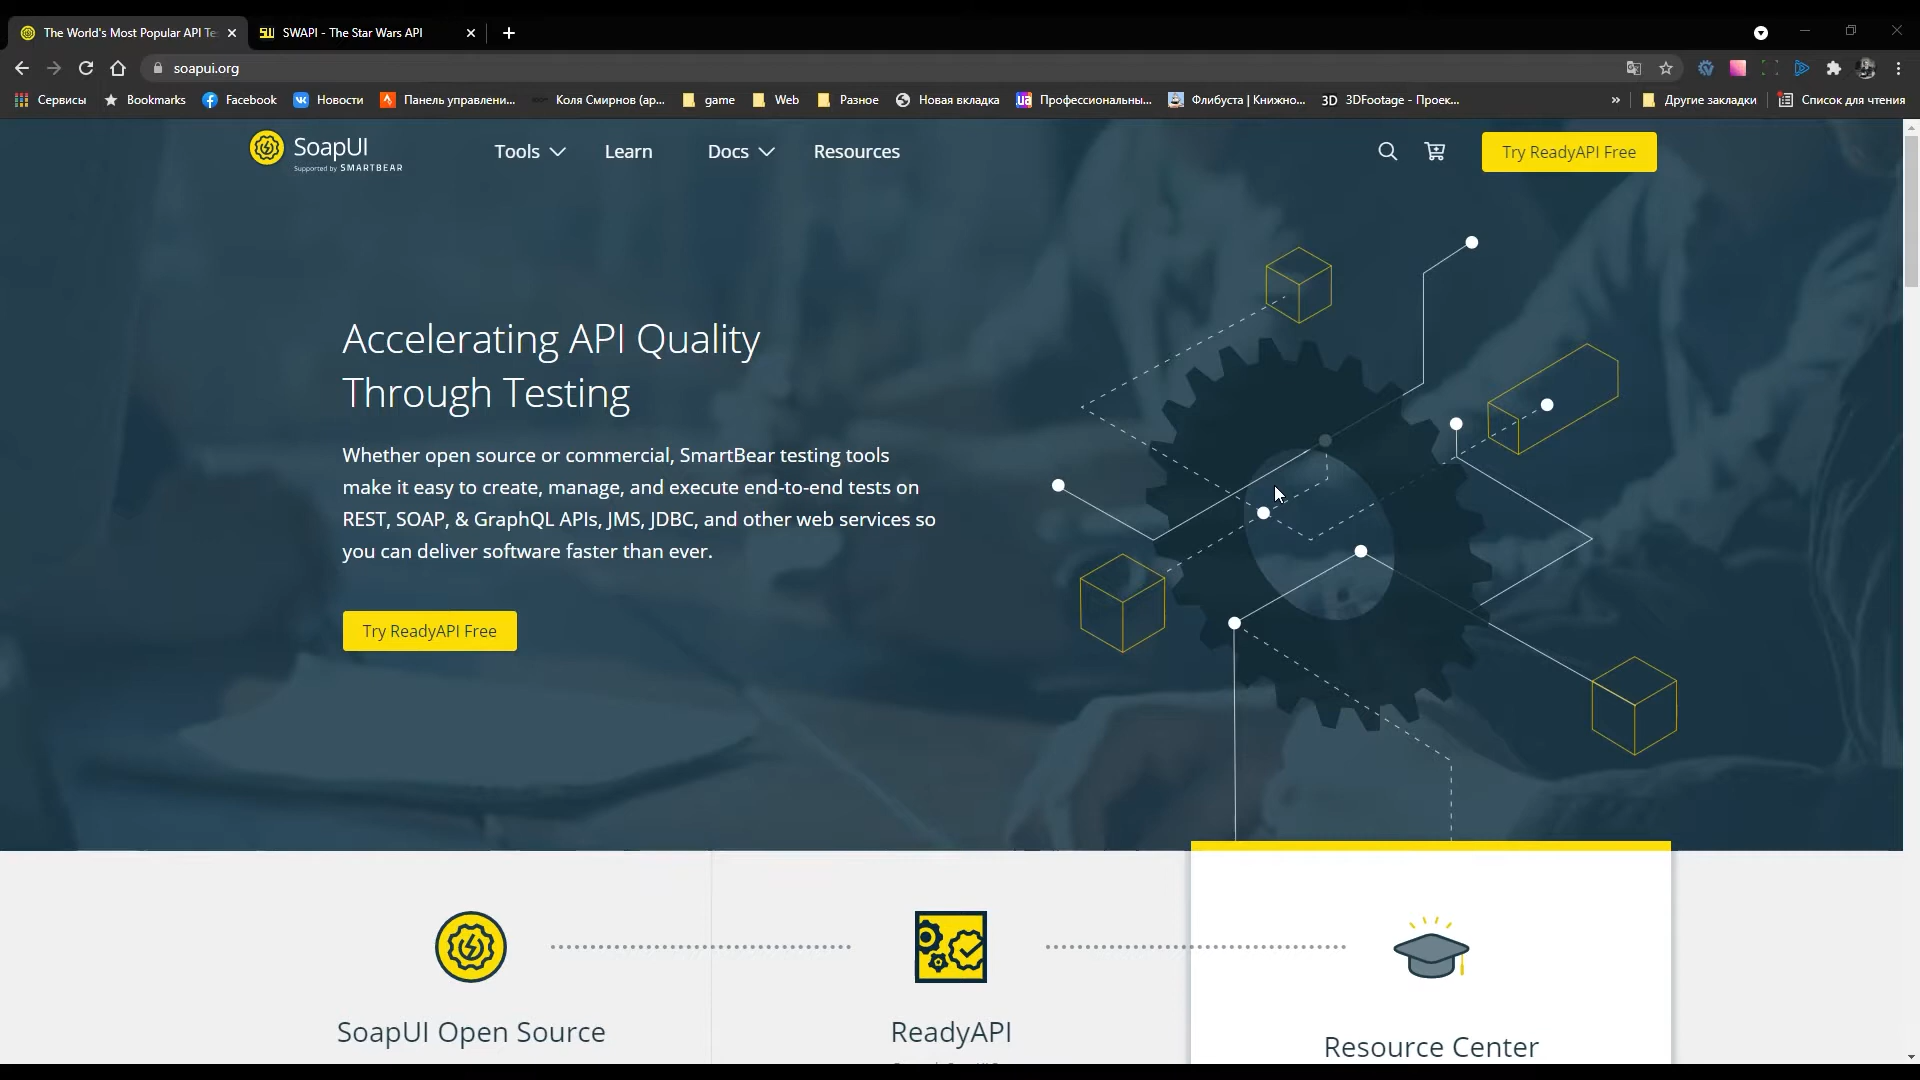 The World's Most Popular API Te
SWAPI - The Star Wars API
soapui.org
Сервисы
Bookmarks
Facebook
Новости
Панель управлени...
Коля Смирнов (ар...
game
Web
Разное
Новая вкладка
Профессиональны...
Флибуста | Книжно...
3D 3DFootage - Проек...
»
Другие закладки
Список для чтения
SoapUI
Supported by SMARTBEAR
Tools
Learn
Docs
Resources
Try ReadyAPI Free
Accelerating API Quality
Through Testing
Whether open source or commercial, SmartBear testing tools
make it easy to create, manage, and execute end-to-end tests on
REST, SOAP, & GraphQL APIs, JMS, JDBC, and other web services so
you can deliver software faster than ever.
Try ReadyAPI Free
SoapUI Open Source
ReadyAPI
Resource Center